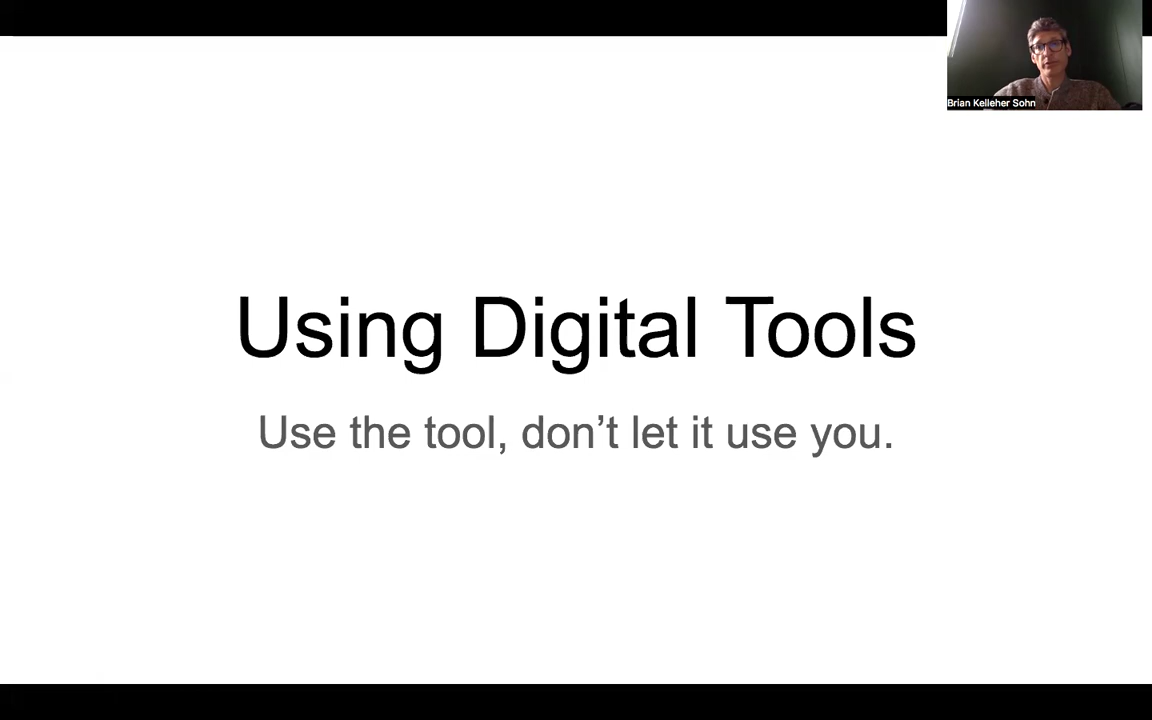 Brian Kelleher Sohn
Using Digital Tools
Use the tool, don’t let it use you.